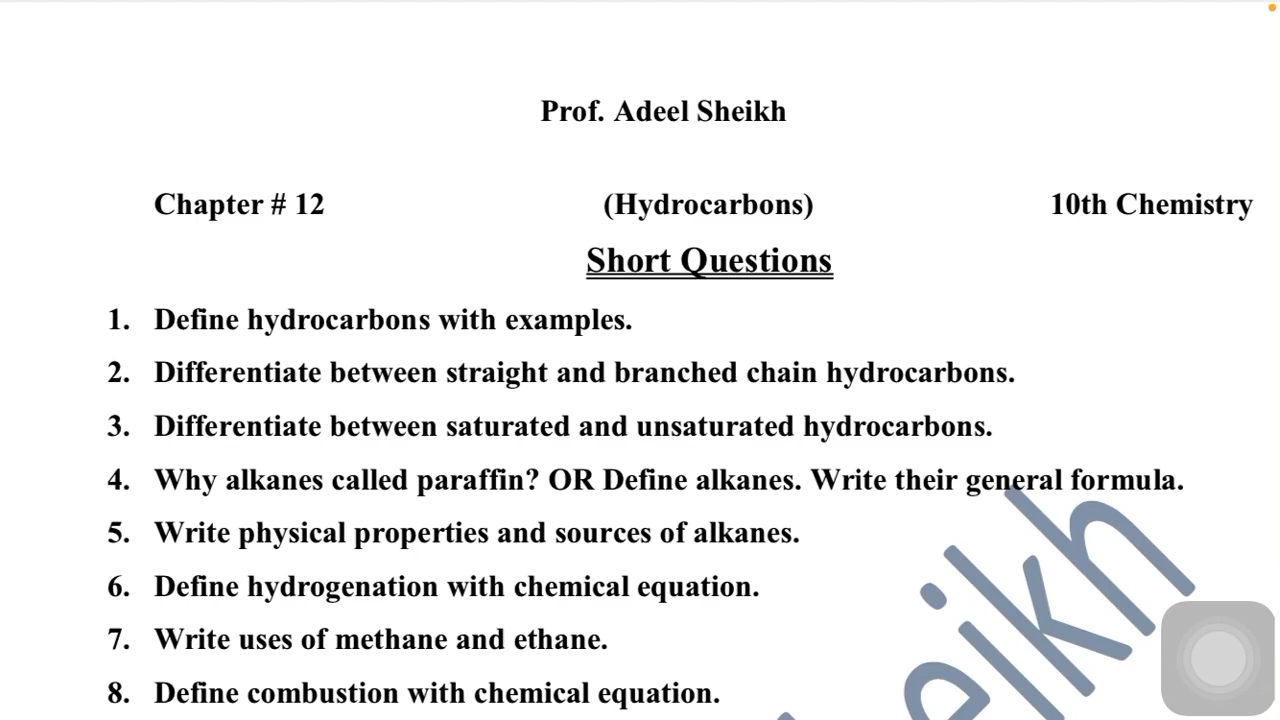 Prof. Adeel Sheikh
Chapter # 12 (Hydrocarbons) 10th Chemistry
Short Questions
1. Define hydrocarbons with examples.
2. Differentiate between straight and branched chain hydrocarbons.
3. Differentiate between saturated and unsaturated hydrocarbons.
4. Why alkanes called paraffin? OR Define alkanes. Write their general formula.
5. Write physical properties and sources of alkanes.
6. Define hydrogenation with chemical equation.
7. Write uses of methane and ethane.
8. Define combustion with chemical equation.
eikh